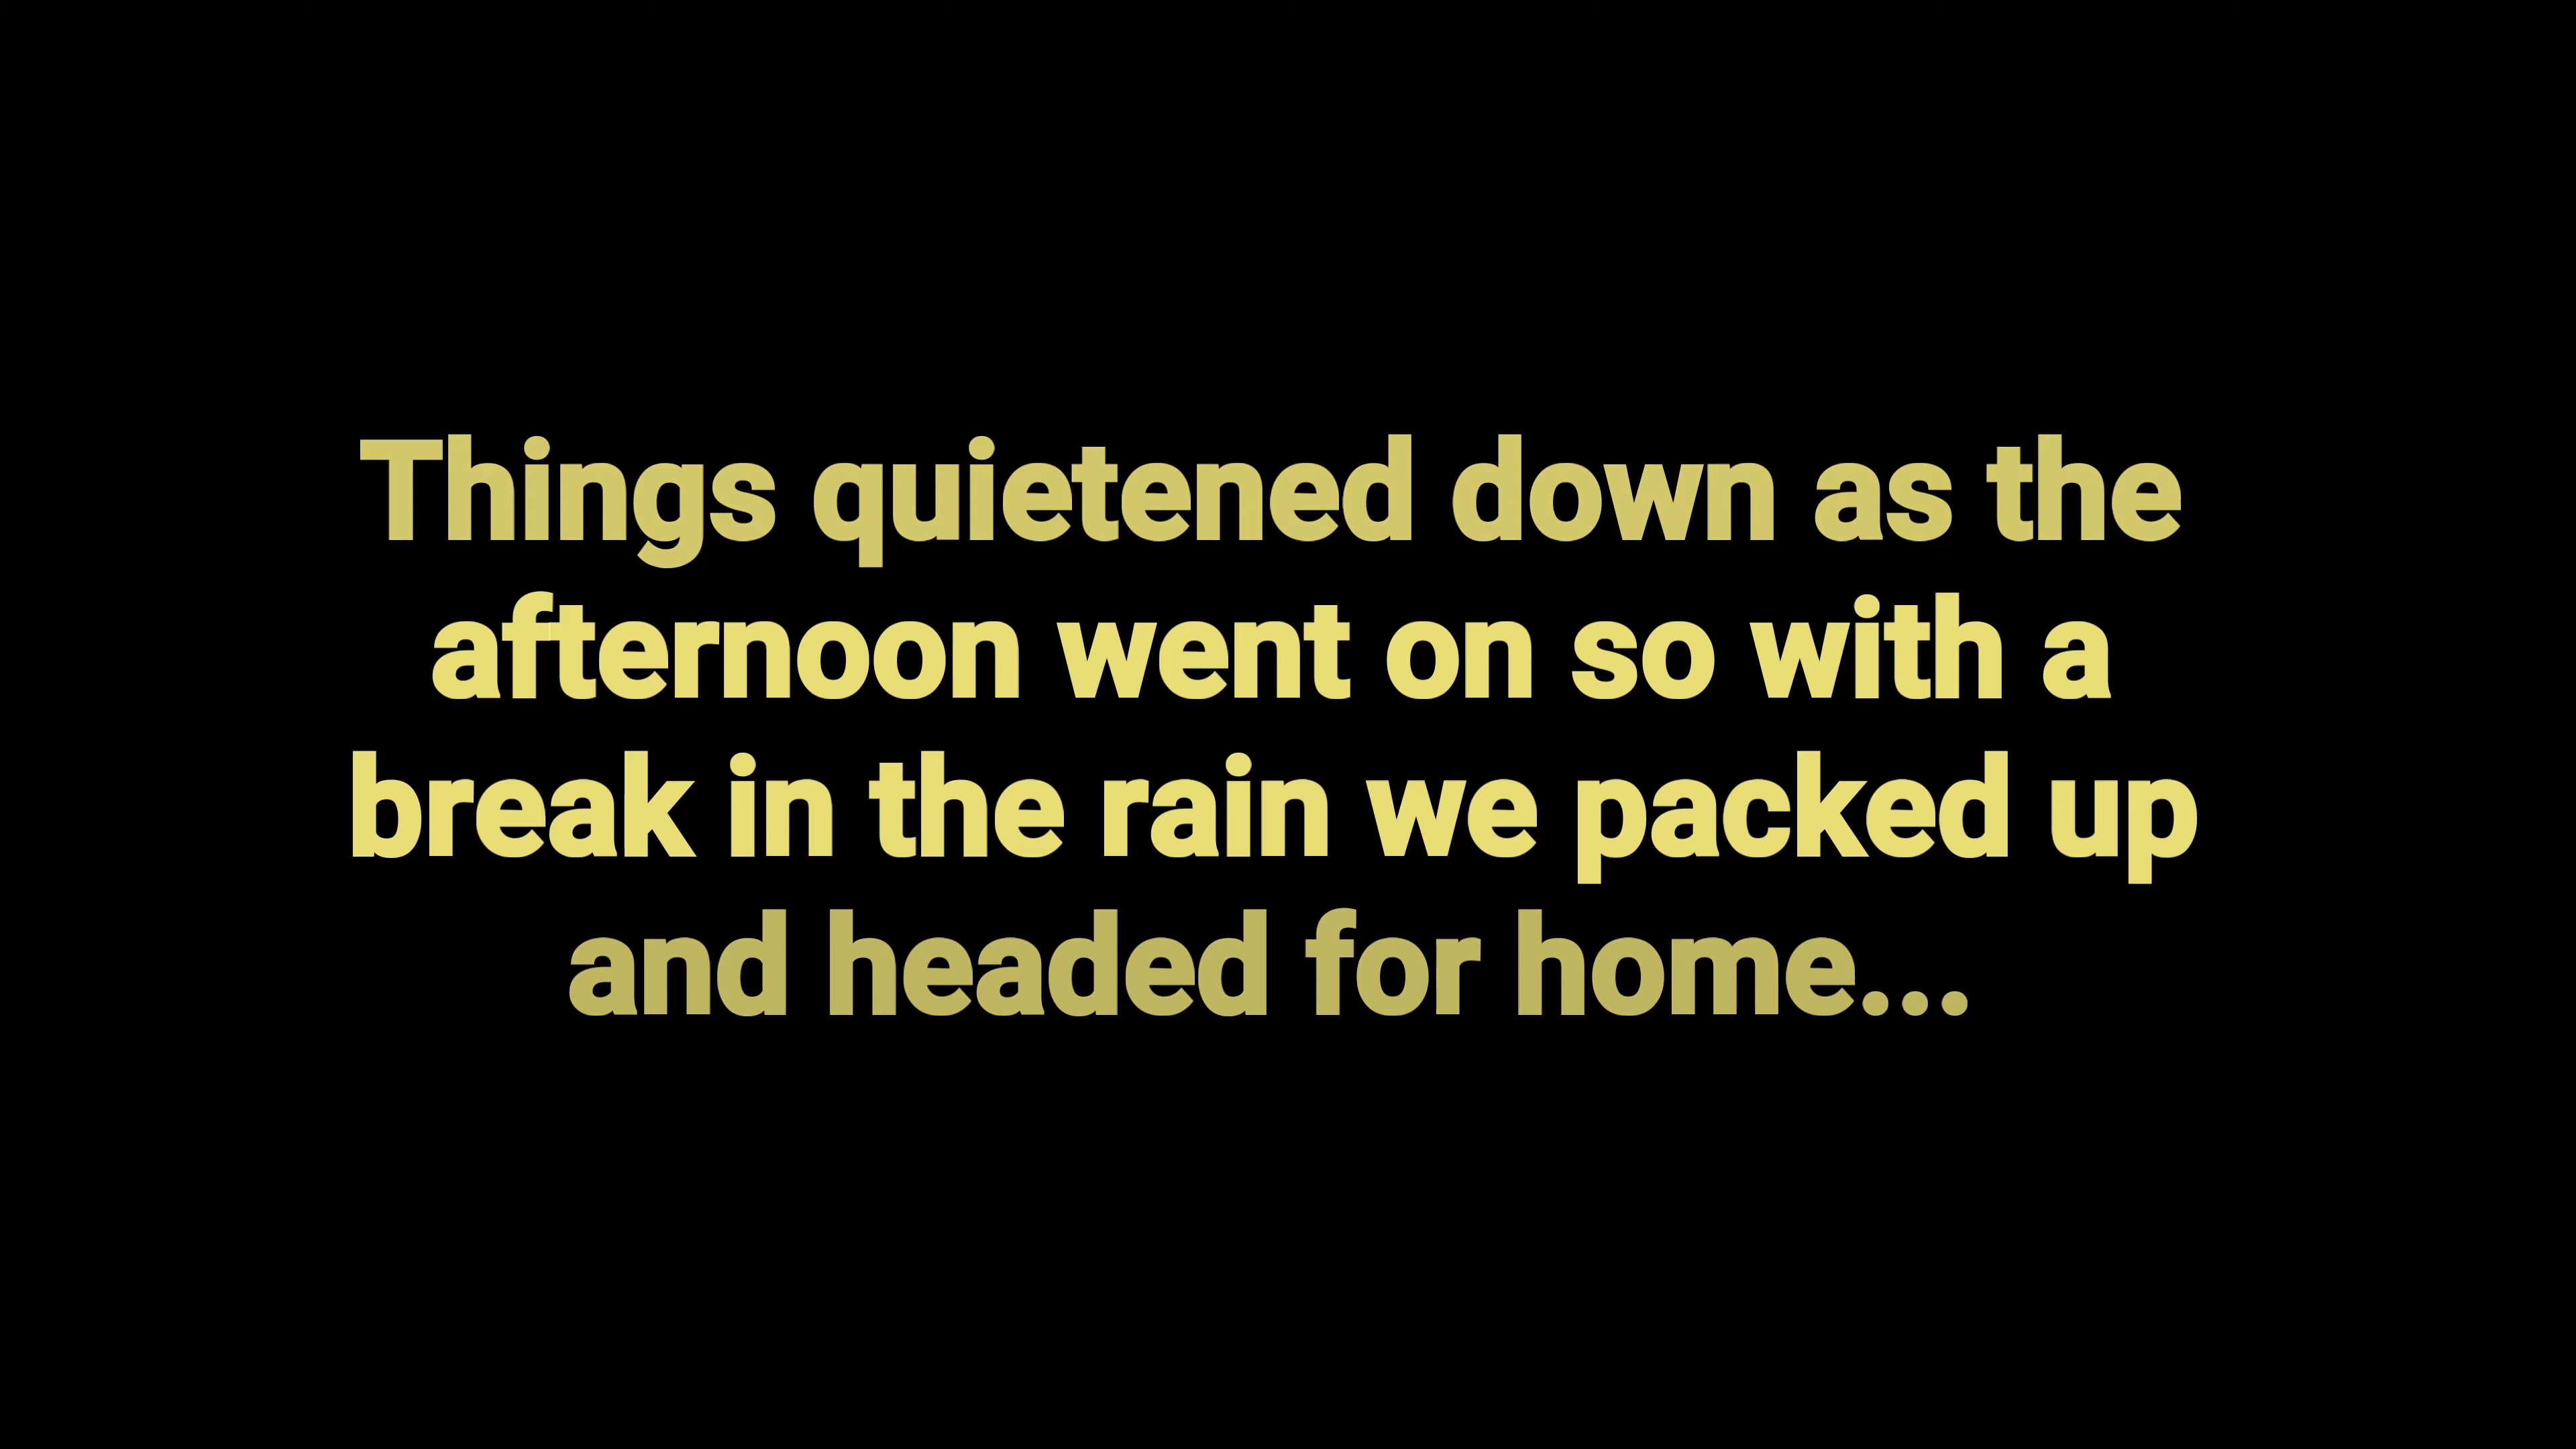 Things quietened down as the
afternoon went on so with a
break in the rain we packed up
and headed for home...